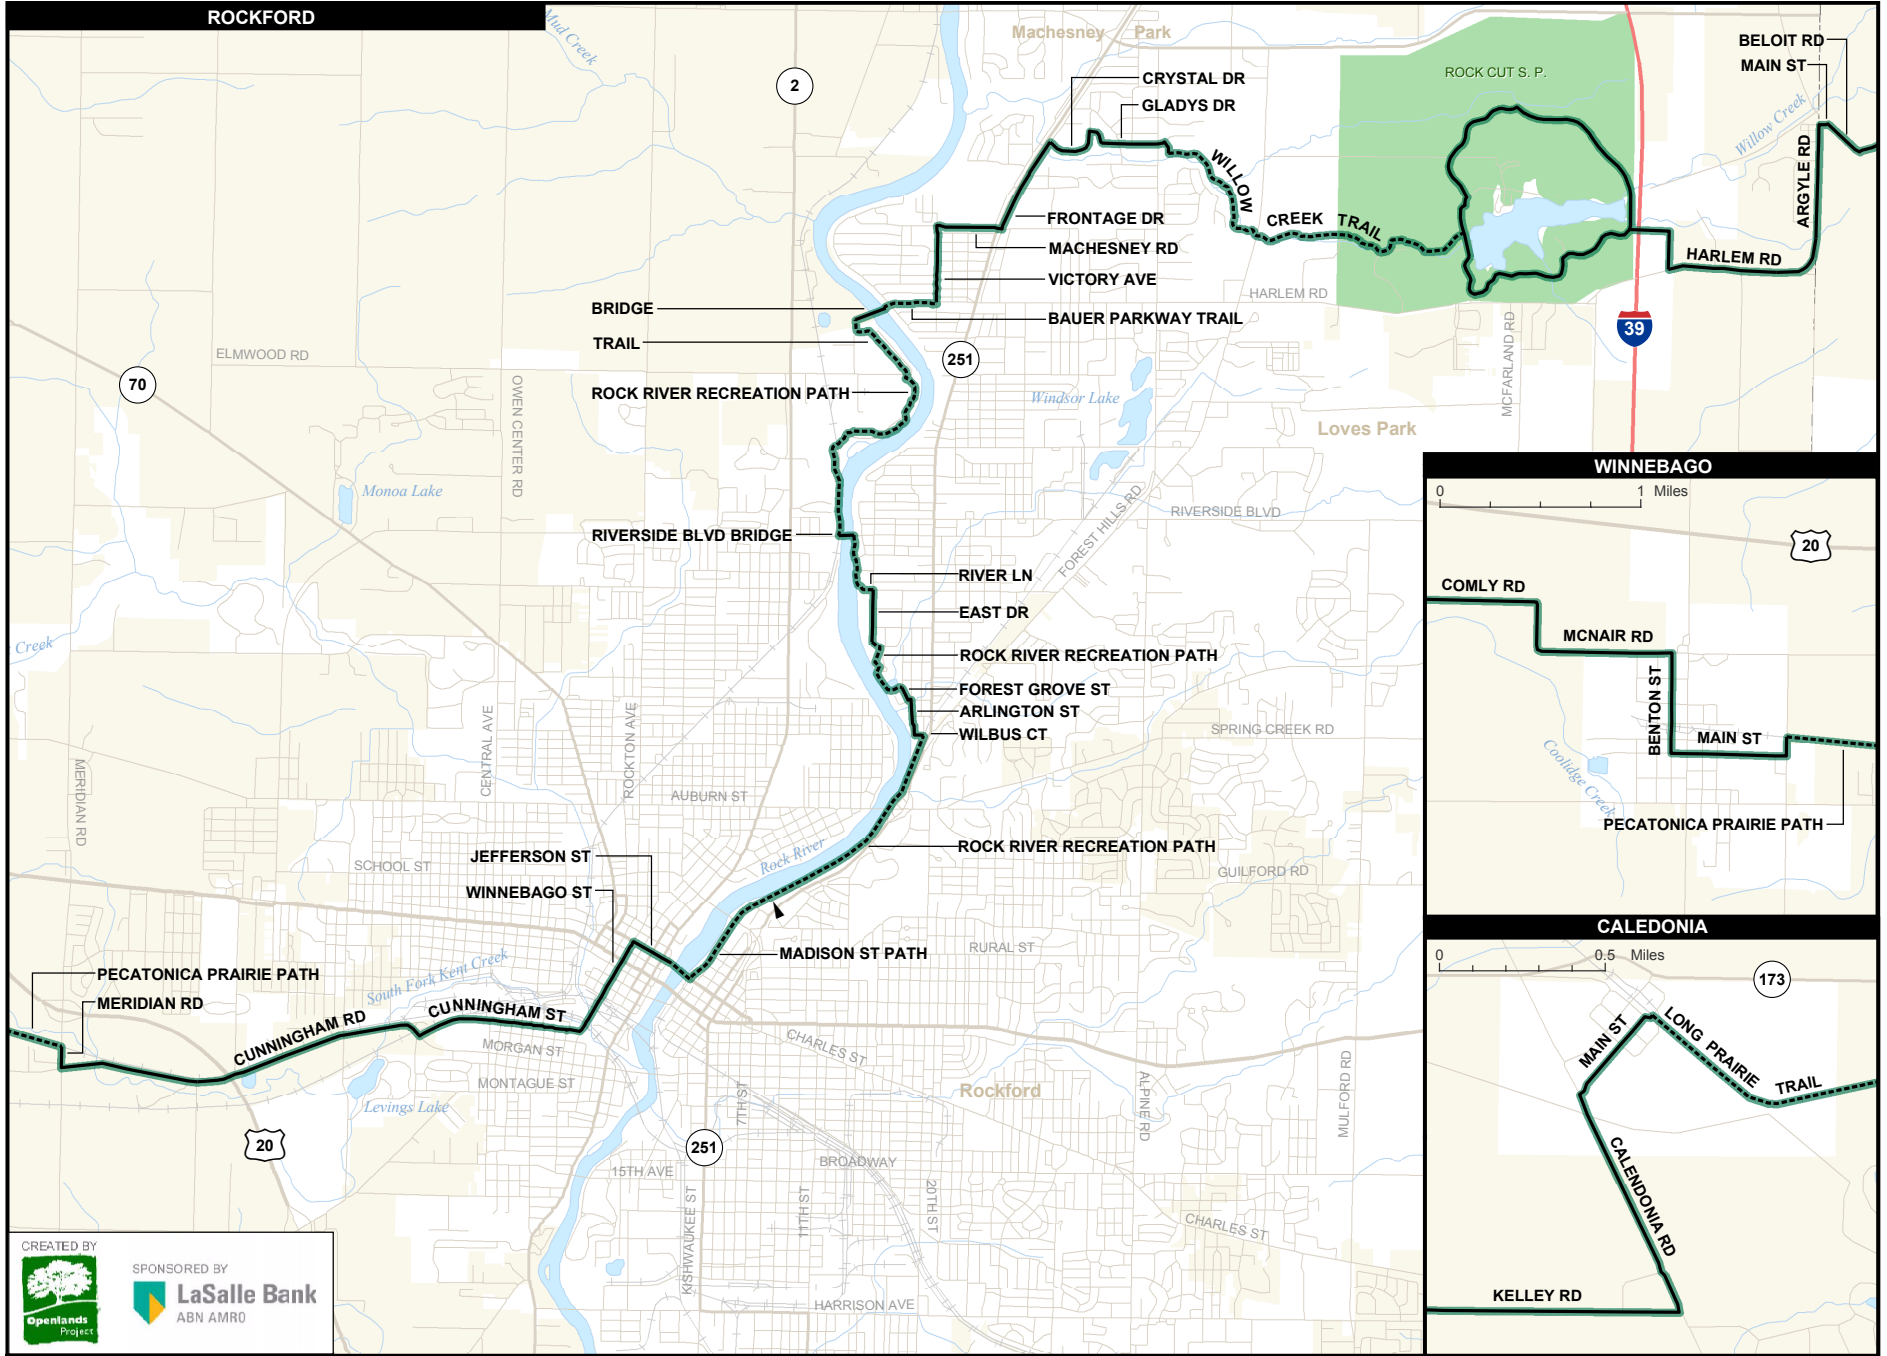 ROCKFORD
Mud Creek
Machesney Park
2
CRYSTAL DR
GLADYS DR
ROCK CUT S. P.
BELOIT RD
MAIN ST
Willow Creek
ARGYLE RD
WILLOW CREEK TRAIL
FRONTAGE DR
MACHESNEY RD
VICTORY AVE
HARLEM RD
HARLEM RD
BRIDGE
BAUER PARKWAY TRAIL
TRAIL
39
MCFARLAND RD
ELMWOOD RD
70
251
OWEN CENTER RD
ROCK RIVER RECREATION PATH
Windsor Lake
Loves Park
Monoa Lake
RIVERSIDE BLVD
FOREST HILLS RD
RIVERSIDE BLVD BRIDGE
RIVER LN
EAST DR
Creek
ROCK RIVER RECREATION PATH
FOREST GROVE ST
ARLINGTON ST
WILBUS CT
SPRING CREEK RD
CENTRAL AVE
ROCKTON AVE
MERIDIAN RD
AUBURN ST
ROCK RIVER RECREATION PATH
Rock River
JEFFERSON ST
SCHOOL ST
GUILFORD RD
WINNEBAGO ST
RURAL ST
MADISON ST PATH
PECATONICA PRAIRIE PATH
South Fork Kent Creek
MERIDIAN RD
CUNNINGHAM RD
CUNNINGHAM ST
MORGAN ST
CHARLES ST
MONTAGUE ST
Rockford
Levings Lake
7TH ST
ALPINE RD
MULFORD RD
20
251
15TH AVE
BROADWAY
KISHWAUKEE ST
11TH ST
20TH ST
CHARLES ST
HARRISON AVE
CREATED BY
Openlands
Project
SPONSORED BY
LaSalle Bank
ABN AMRO
WINNEBAGO
0 1 Miles
20
COMLY RD
MCNAIR RD
BENTON ST
MAIN ST
Coolidge Creek
PECATONICA PRAIRIE PATH
CALEDONIA
0 0.5 Miles
173
MAIN ST
LONG PRAIRIE TRAIL
CALENDONIA RD
KELLEY RD